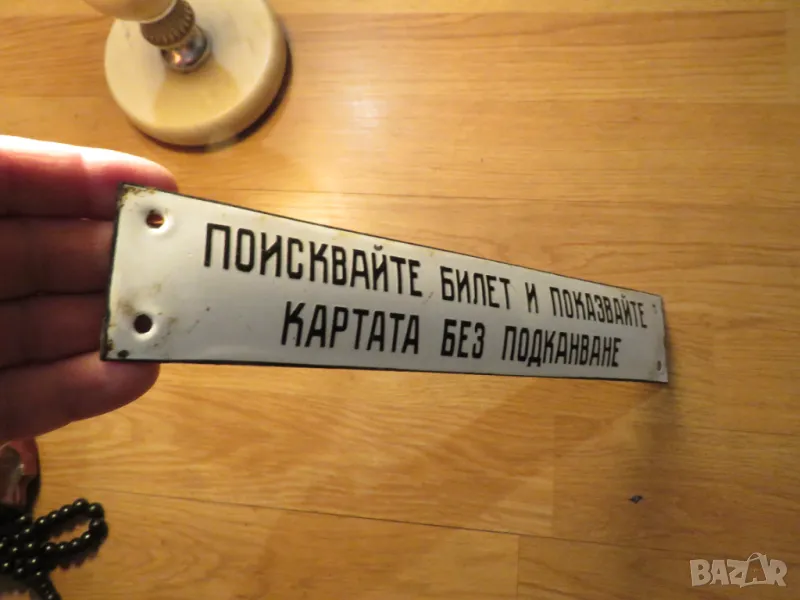 ПОИСКВАЙТЕ БИЛЕТ И ПОКАЗВАЙТЕ
КАРТАТА БЕЗ ПОДКАНВАНЕ
BAZAR